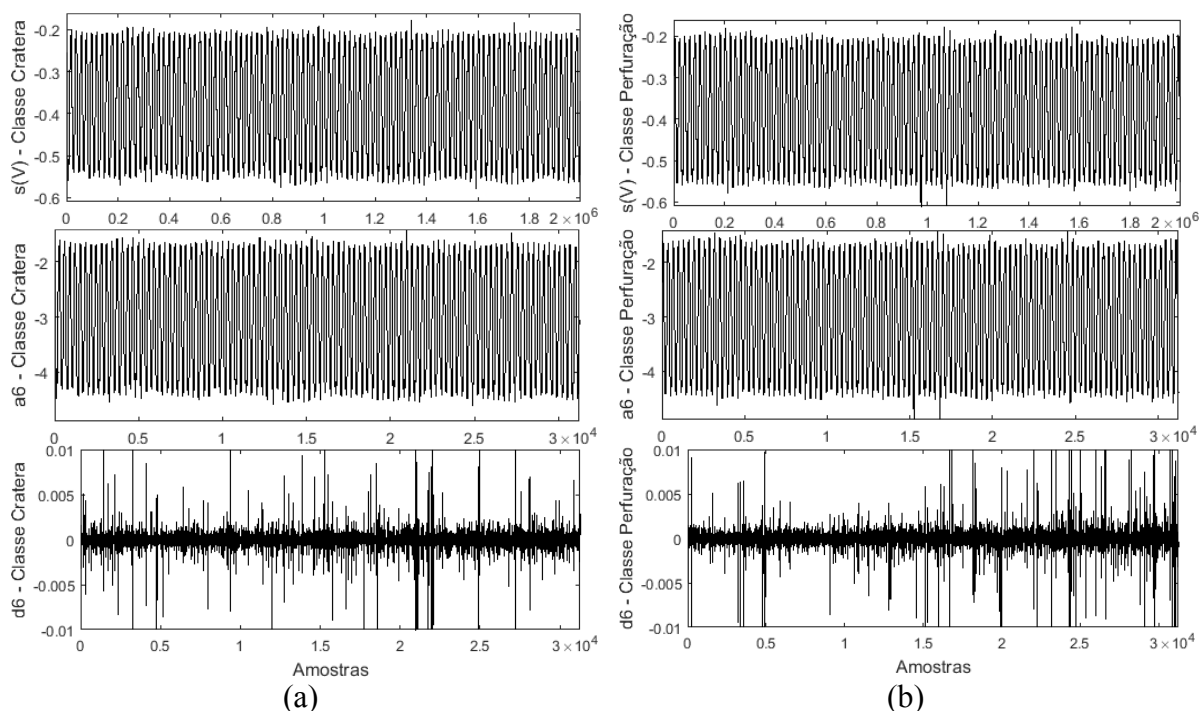 s(V) - Classe Cratera
-0.2
-0.3
-0.4
-0.5
-0.6
0 0.2 0.4 0.6 0.8 1 1.2 1.4 1.6 1.8 2 ×10^6
a6 - Classe Cratera
-2
-3
-4
0 0.5 1 1.5 2 2.5 3 ×10^4
d6 - Classe Cratera
0.01
0.005
0
-0.005
-0.01
0 0.5 1 1.5 2 2.5 3 ×10^4
Amostras
(a)
s(V) - Classe Perfuração
-0.2
-0.3
-0.4
-0.5
-0.6
0 0.2 0.4 0.6 0.8 1 1.2 1.4 1.6 1.8 2 ×10^6
a6 - Classe Perfuração
-2
-3
-4
0 0.5 1 1.5 2 2.5 3 ×10^4
d6 - Classe Perfuração
0.01
0.005
0
-0.005
-0.01
0 0.5 1 1.5 2 2.5 3 ×10^4
Amostras
(b)